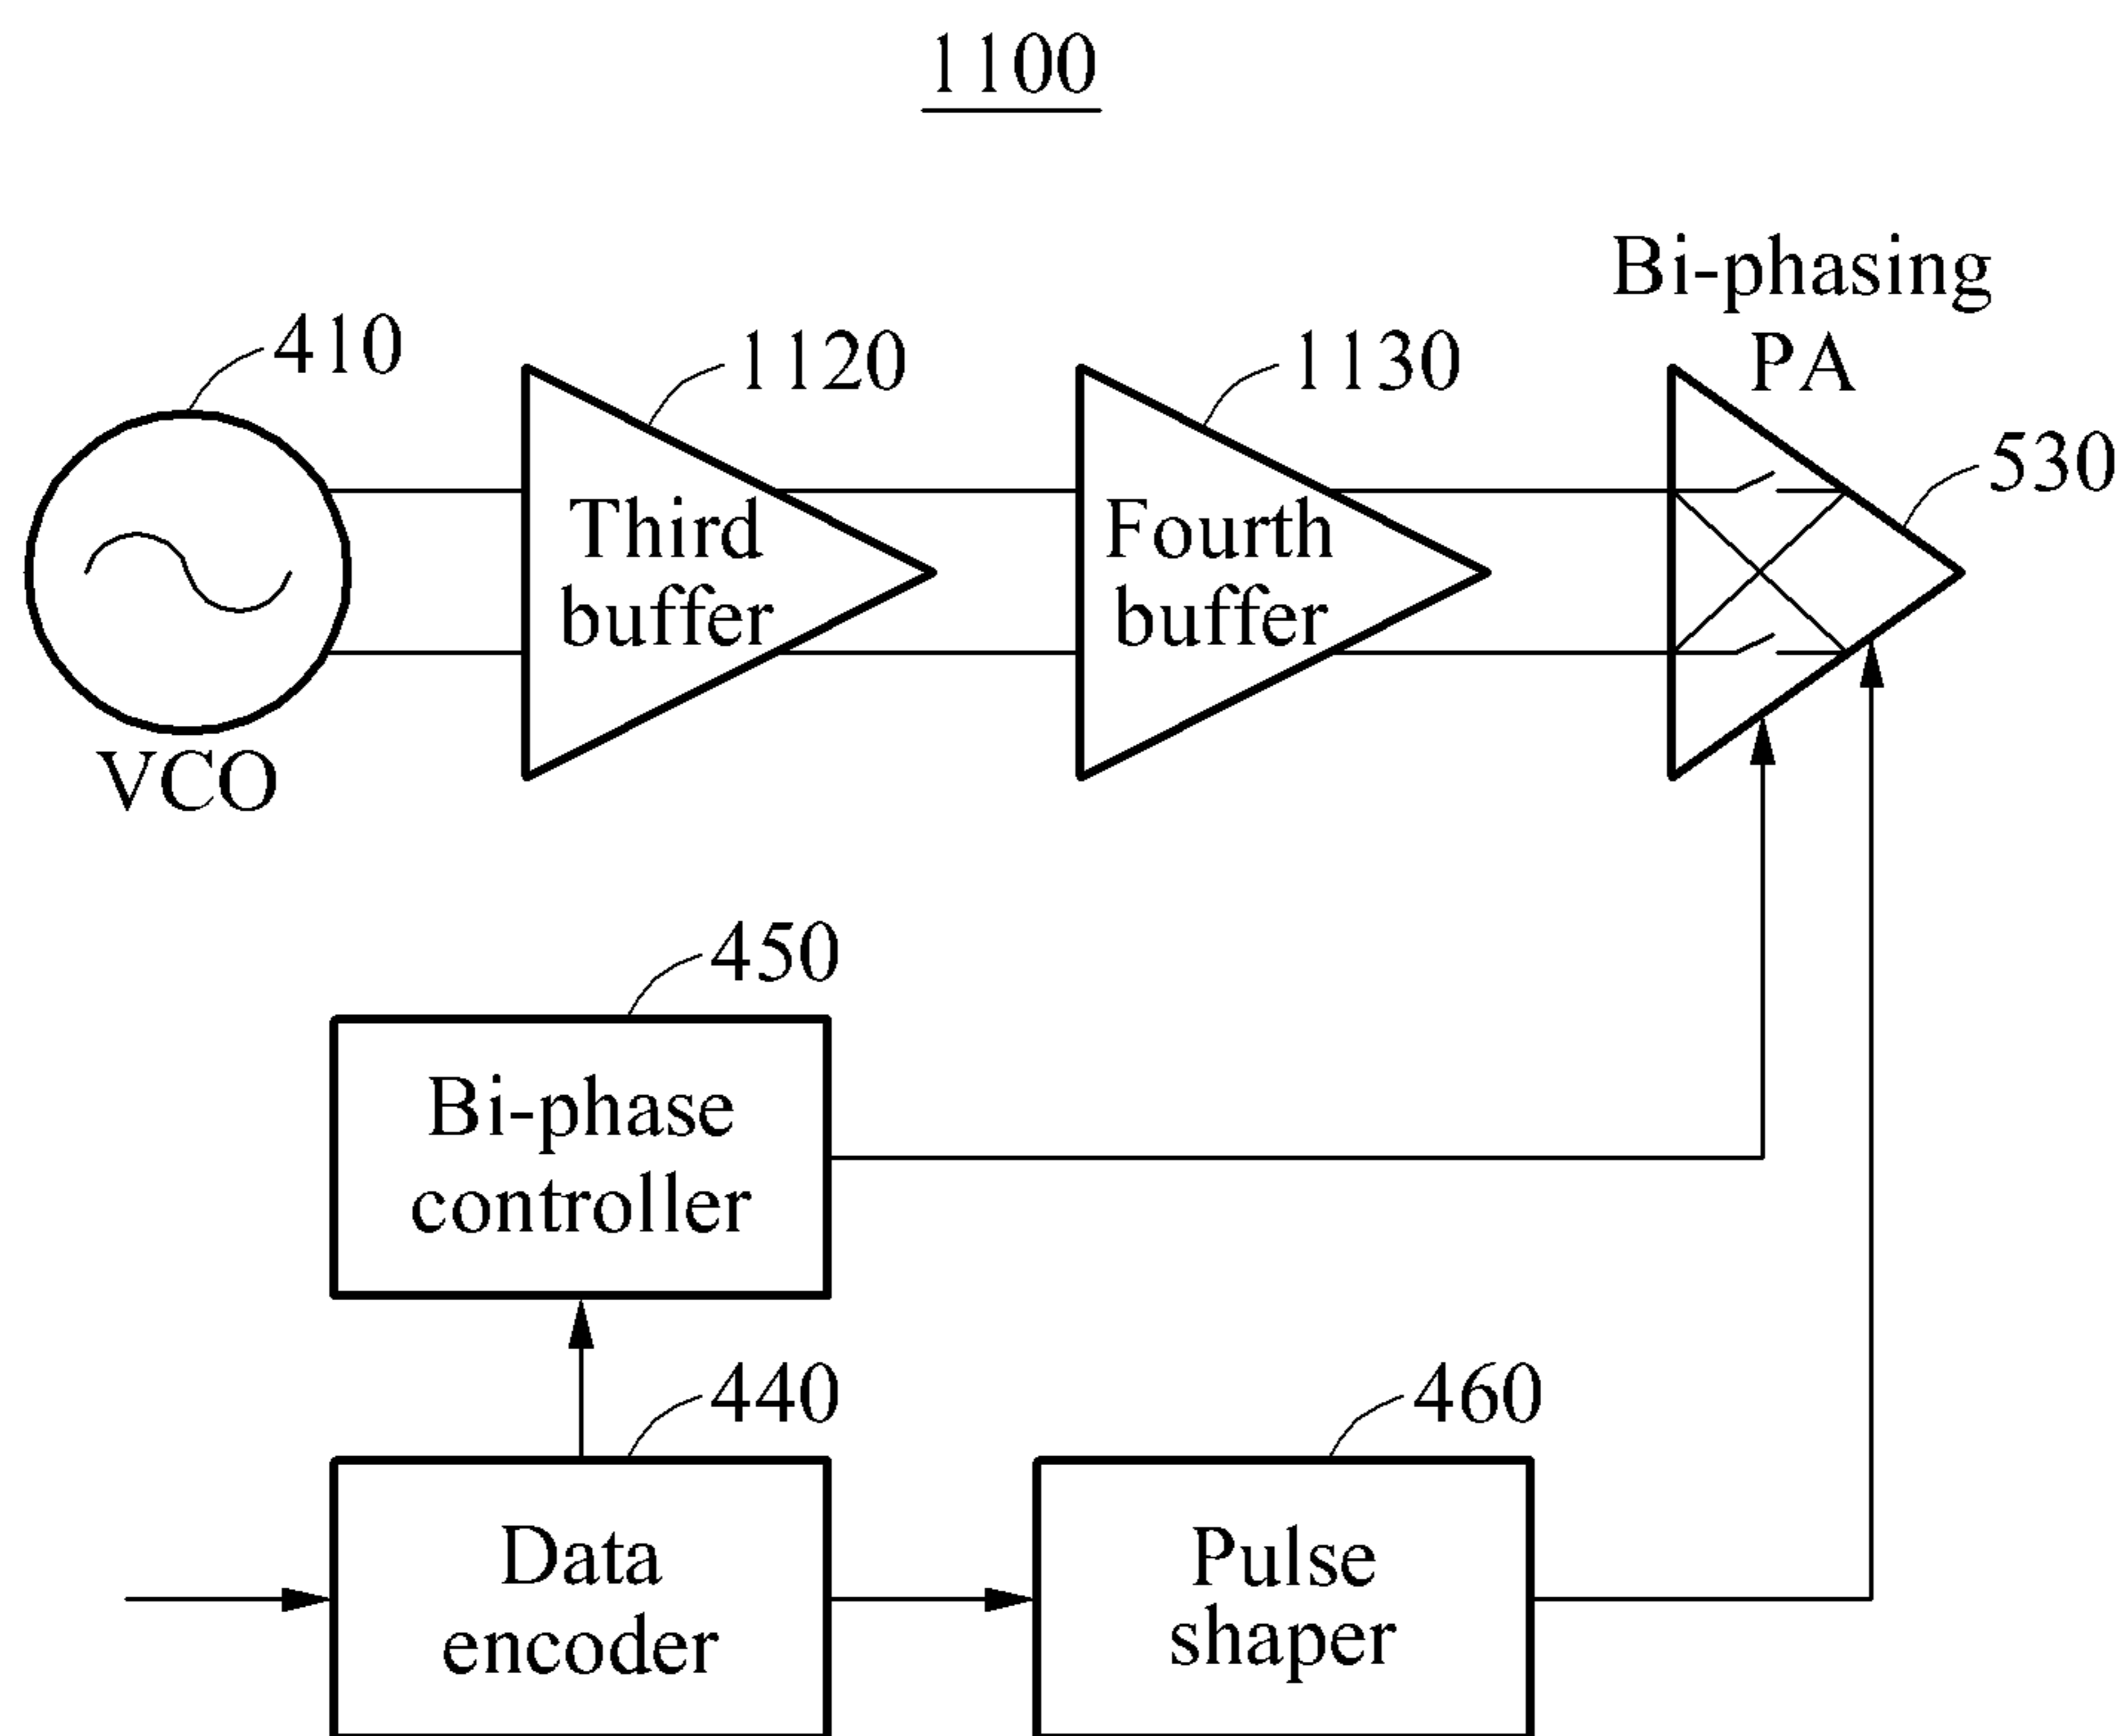 1100
Bi-phasing
PA
410
1120
1130
530
Third
buffer
Fourth
buffer
VCO
450
Bi-phase
controller
440
460
Data
encoder
Pulse
shaper